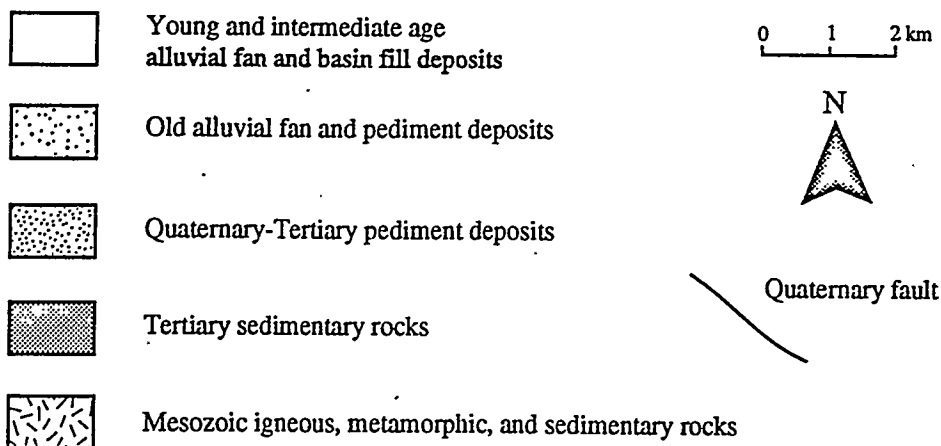 Young and intermediate age
alluvial fan and basin fill deposits
Old alluvial fan and pediment deposits
Quaternary-Tertiary pediment deposits
Tertiary sedimentary rocks
Mesozoic igneous, metamorphic, and sedimentary rocks
0 1 2 km
N
Quaternary fault